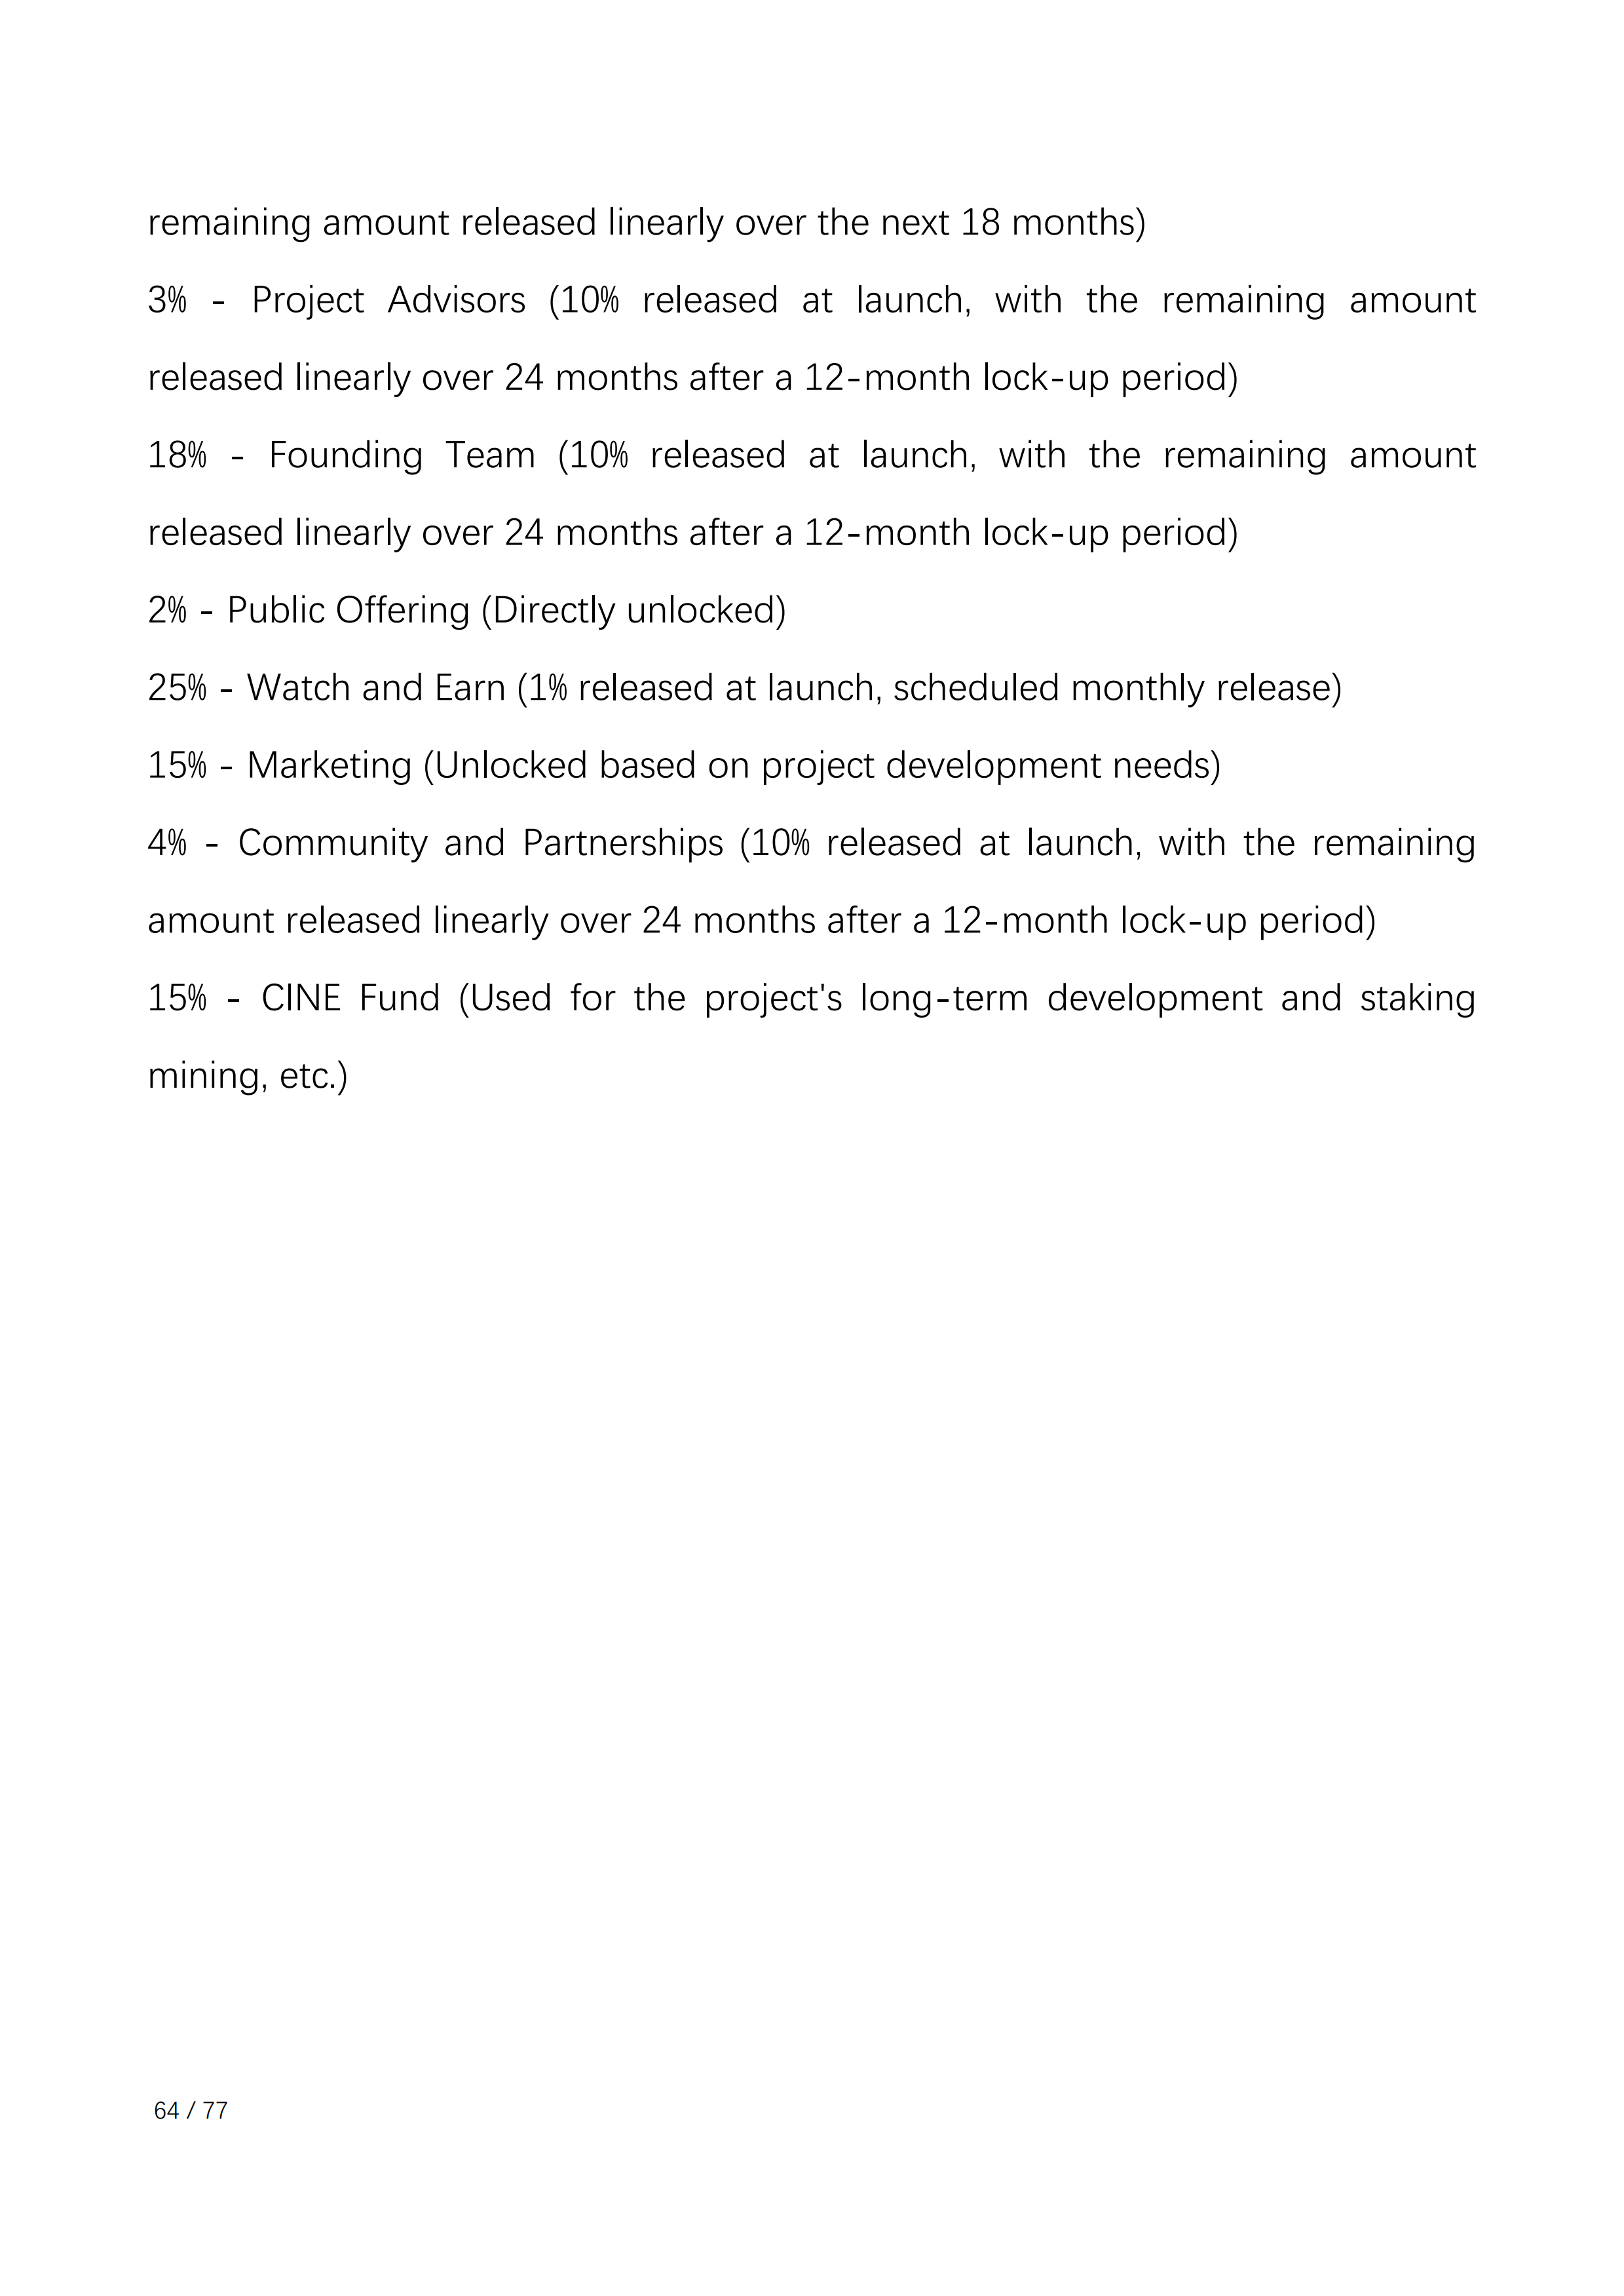 remaining amount released linearly over the next 18 months)
3% - Project Advisors (10% released at launch, with the remaining amount
released linearly over 24 months after a 12-month lock-up period)
18% - Founding Team (10% released at launch, with the remaining amount
released linearly over 24 months after a 12-month lock-up period)
2% - Public Offering (Directly unlocked)
25% - Watch and Earn (1% released at launch, scheduled monthly release)
15% - Marketing (Unlocked based on project development needs)
4% - Community and Partnerships (10% released at launch, with the remaining
amount released linearly over 24 months after a 12-month lock-up period)
15% - CINE Fund (Used for the project's long-term development and staking
mining, etc.)
64 / 77